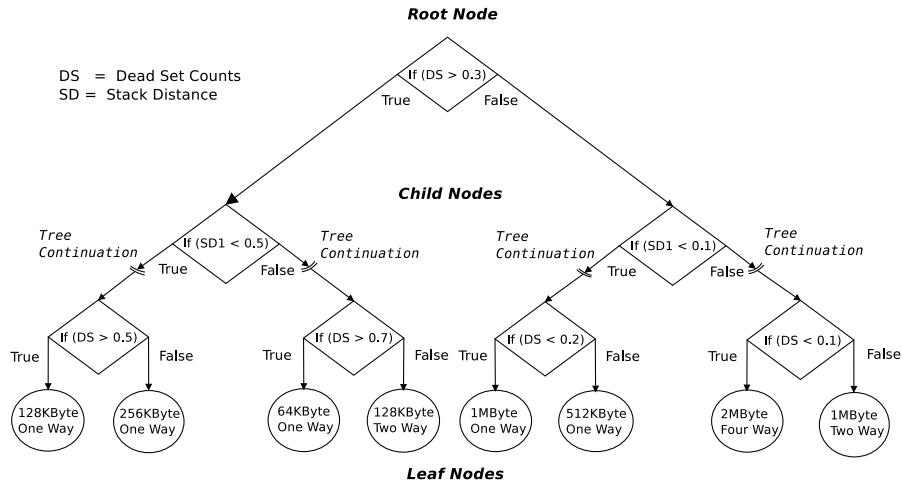 Root Node
If (DS > 0.3)
DS = Dead Set Counts
SD = Stack Distance
True
False
Child Nodes
Tree
Continuation
If (SD1 < 0.5)
True
False
Tree
Continuation
Tree
Continuation
If (SD1 < 0.1)
True
False
Tree
Continuation
If (DS > 0.5)
True
False
If (DS > 0.7)
True
False
If (DS < 0.2)
True
False
If (DS < 0.1)
True
False
128KByte
One Way
256KByte
One Way
64KByte
One Way
128KByte
Two Way
1MByte
One Way
512KByte
One Way
2MByte
Four Way
1MByte
Two Way
Leaf Nodes